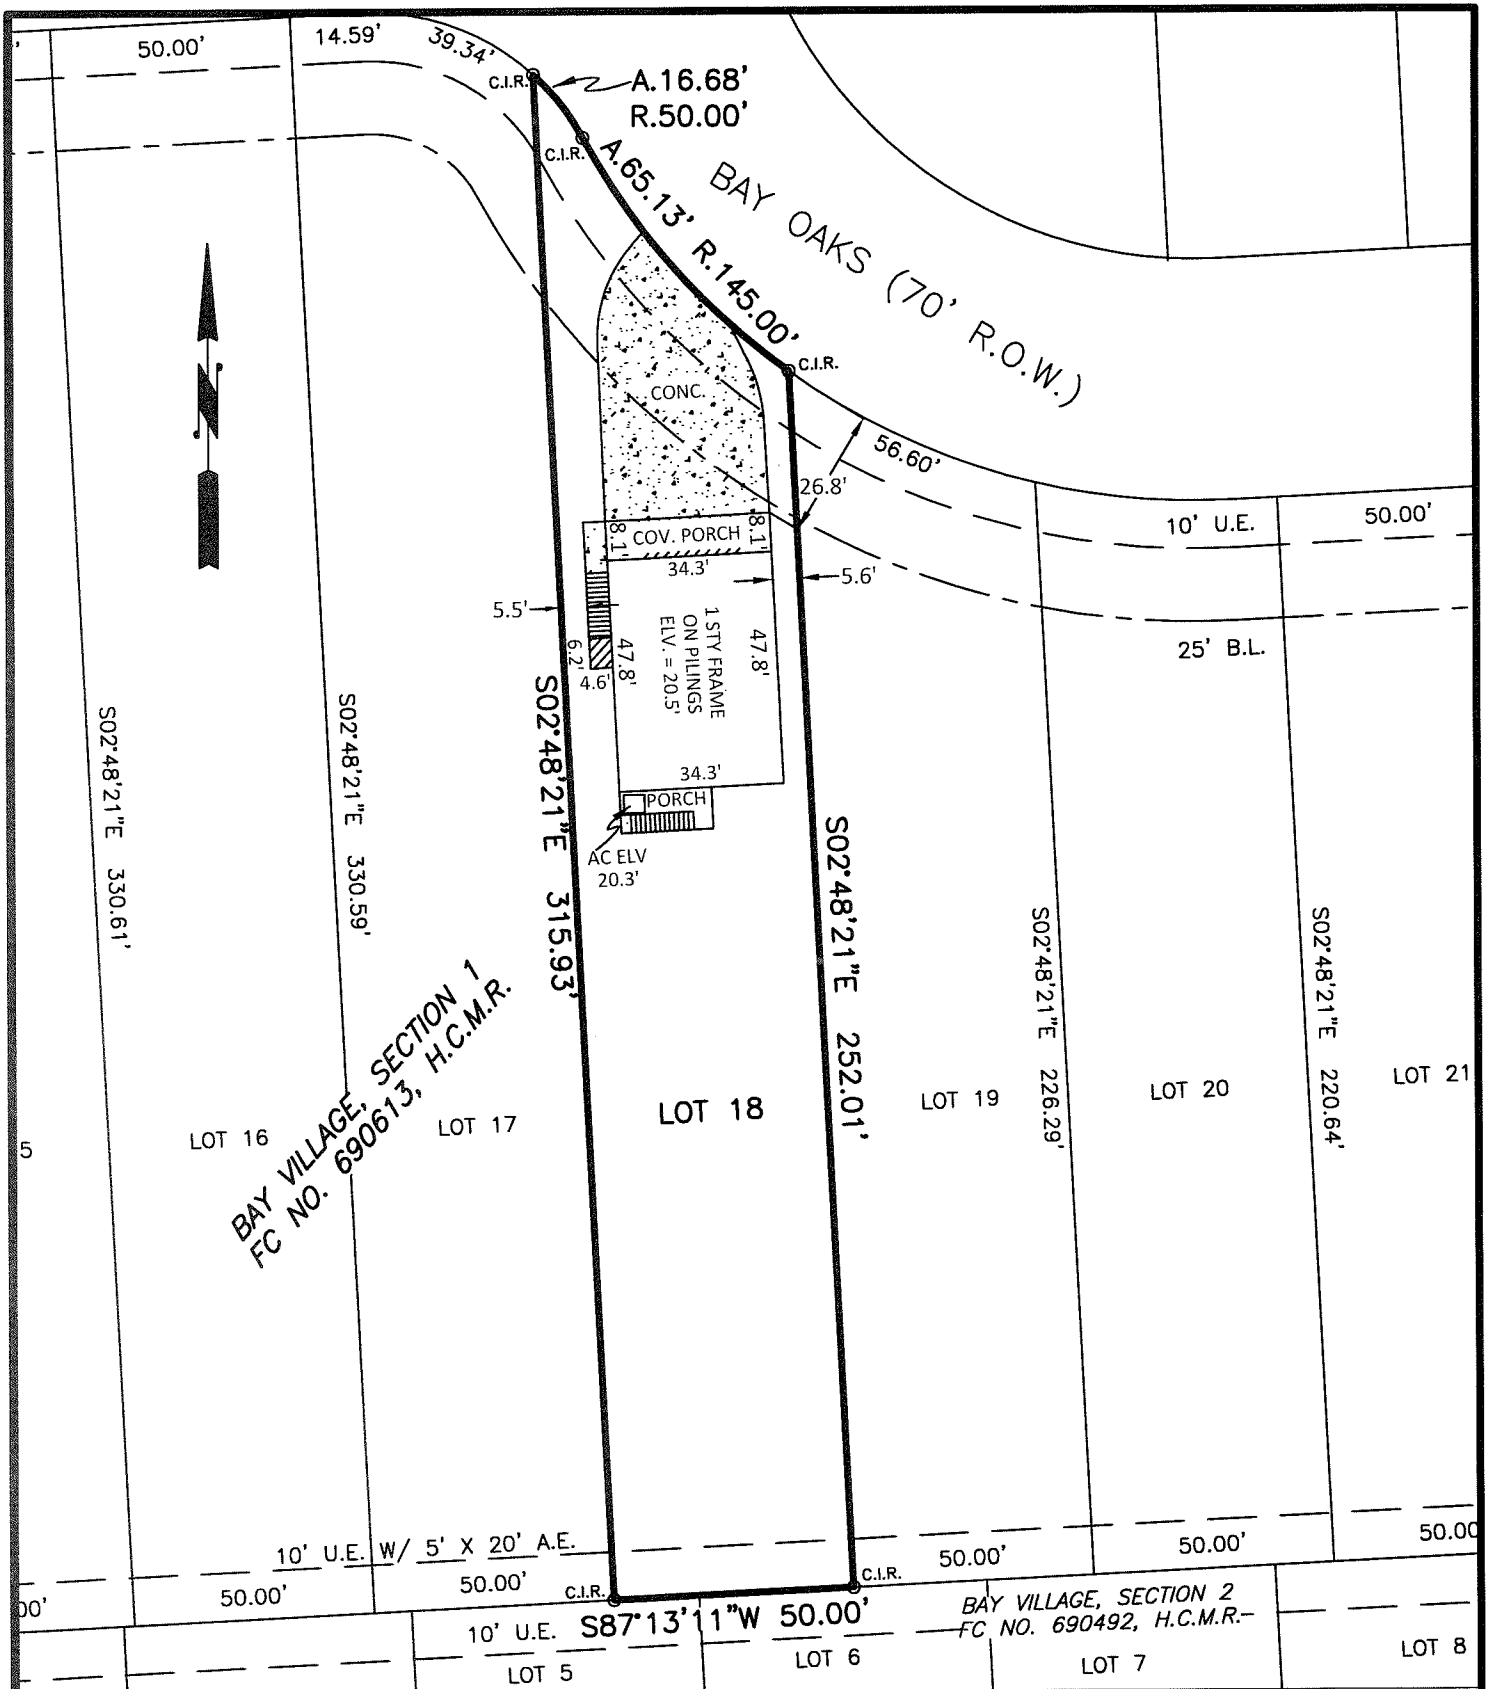 '
50.00'
14.59'
39.34'
C.I.R.
A.16.68'
R.50.00'
C.I.R.
A.65.13' R.145.00'
BAY OAKS (70' R.O.W.)
C.I.R.
CONC.
56.60'
26.8'
10' U.E.
50.00'
N
8.1'
COV. PORCH
8.1'
34.3'
5.6'
5.5'
6.2'
4.6'
47.8'
1 STY FRAME
ON PILINGS
ELV. = 20.5'
47.8'
25' B.L.
34.3'
PORCH
AC ELV
20.3'
S02°48'21"E 330.61'
S02°48'21"E 330.59'
S02°48'21"E 315.93'
S02°48'21"E 252.01'
S02°48'21"E 226.29'
S02°48'21"E 220.64'
BAY VILLAGE, SECTION 1
FC NO. 690613, H.C.M.R.
5
LOT 16
LOT 17
LOT 18
LOT 19
LOT 20
LOT 21
10' U.E. W/ 5' X 20' A.E.
00'
50.00'
50.00'
C.I.R.
C.I.R.
50.00'
50.00'
50.00
10' U.E.
S87°13'11"W 50.00'
BAY VILLAGE, SECTION 2
FC NO. 690492, H.C.M.R.
LOT 5
LOT 6
LOT 7
LOT 8